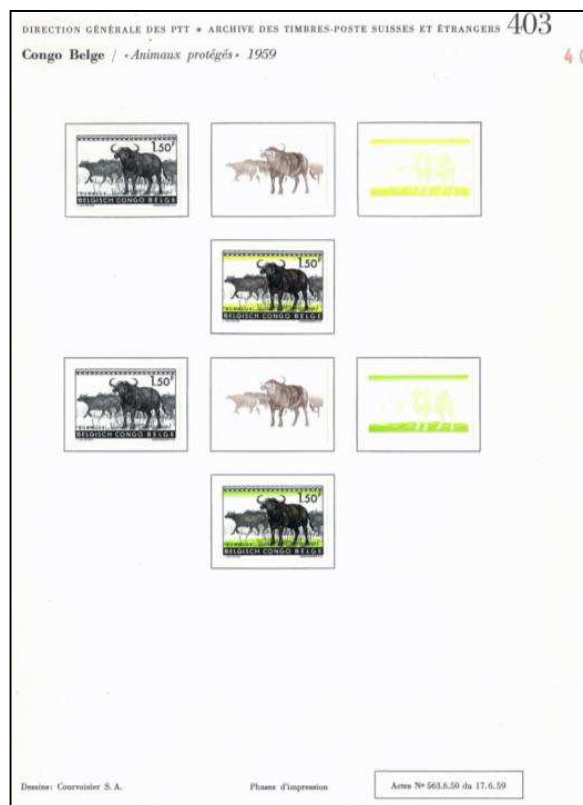 DIRECTION GÉNÉRALE DES PTT * ARCHIVE DES TIMBRES-POSTE SUISSES ET ÉTRANGERS 403
Congo Belge / «Animaux protégés» 1959
40
1.50F
BELGISCH CONGO BELGE
1.50F
BELGISCH CONGO BELGE
1.50F
BELGISCH CONGO BELGE
1.50F
BELGISCH CONGO BELGE
Dessins: Courvoisier S. A.
Phases d'impression
Actes Nº 563.6.50 du 17.6.59